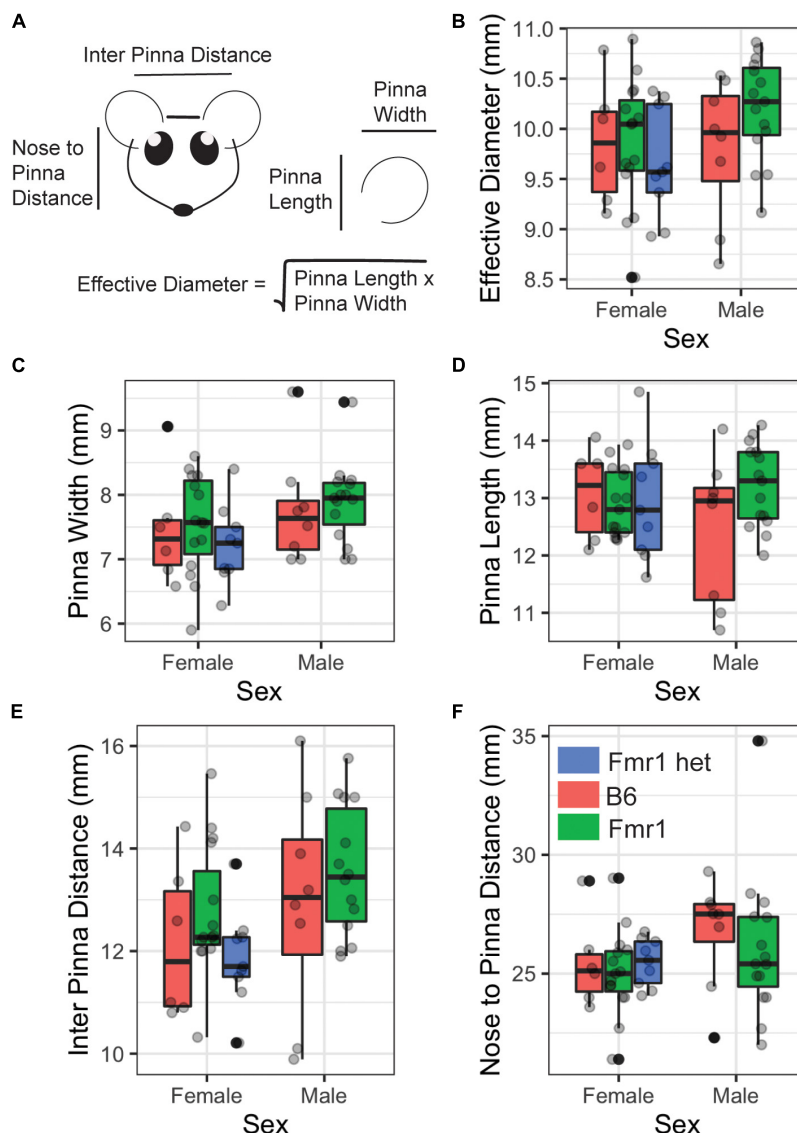 A
Inter Pinna Distance
Nose to
Pinna
Distance
Pinna
Width
Pinna
Length
Effective Diameter = √
Pinna Length x
Pinna Width
B
Effective Diameter (mm)
11.0
10.5
10.0
9.5
9.0
8.5
Female
Male
Sex
C
Pinna Width (mm)
9
8
7
6
Female
Male
Sex
D
Pinna Length (mm)
15
14
13
12
11
Female
Male
Sex
E
Inter Pinna Distance (mm)
16
14
12
10
Female
Male
Sex
F
Nose to Pinna Distance (mm)
35
30
25
Fmr1 het
B6
Fmr1
Female
Male
Sex